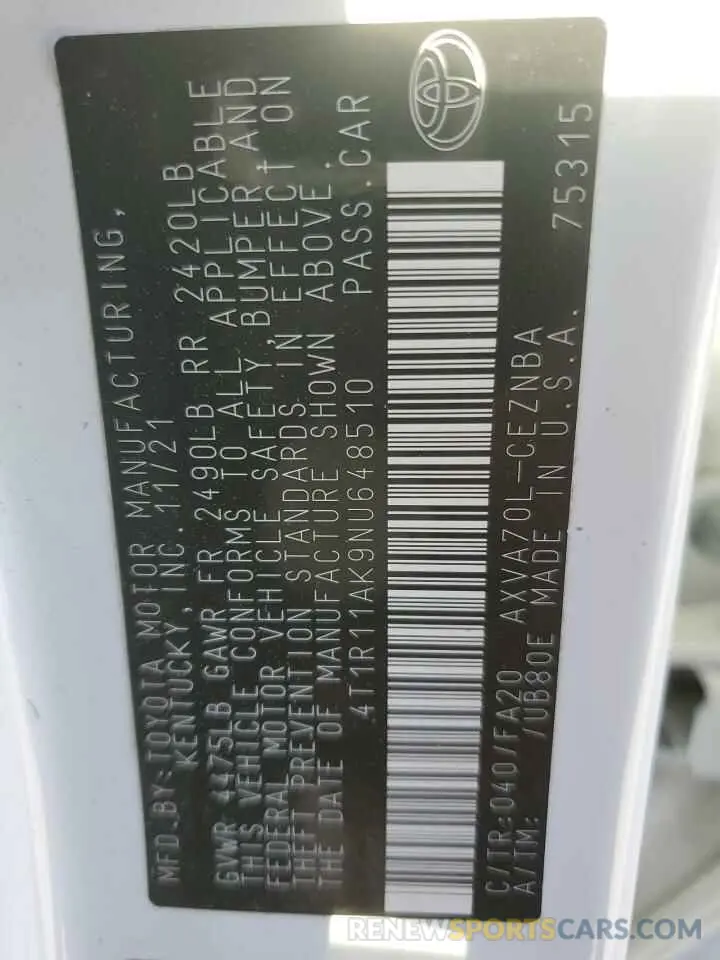 MFD.BY:TOYOTA MOTOR MANUFACTURING,
KENTUCKY, INC. 11/21
GVWR 4475LB GAWR FR 2490LB RR 2420LB
THIS VEHICLE CONFORMS TO ALL APPLICABLE
FEDERAL MOTOR VEHICLE SAFETY,BUMPER,AND
THEFT PREVENTION STANDARDS IN EFFECT ON
THE DATE OF MANUFACTURE SHOWN ABOVE.
4T1R11AK9NU648510 PASS.CAR
C/TR:040/FA20 AXVA70L-CEZNBA
A/TM: /UB80E MADE IN U.S.A. 75315
RENEWSPORTSCARS.COM